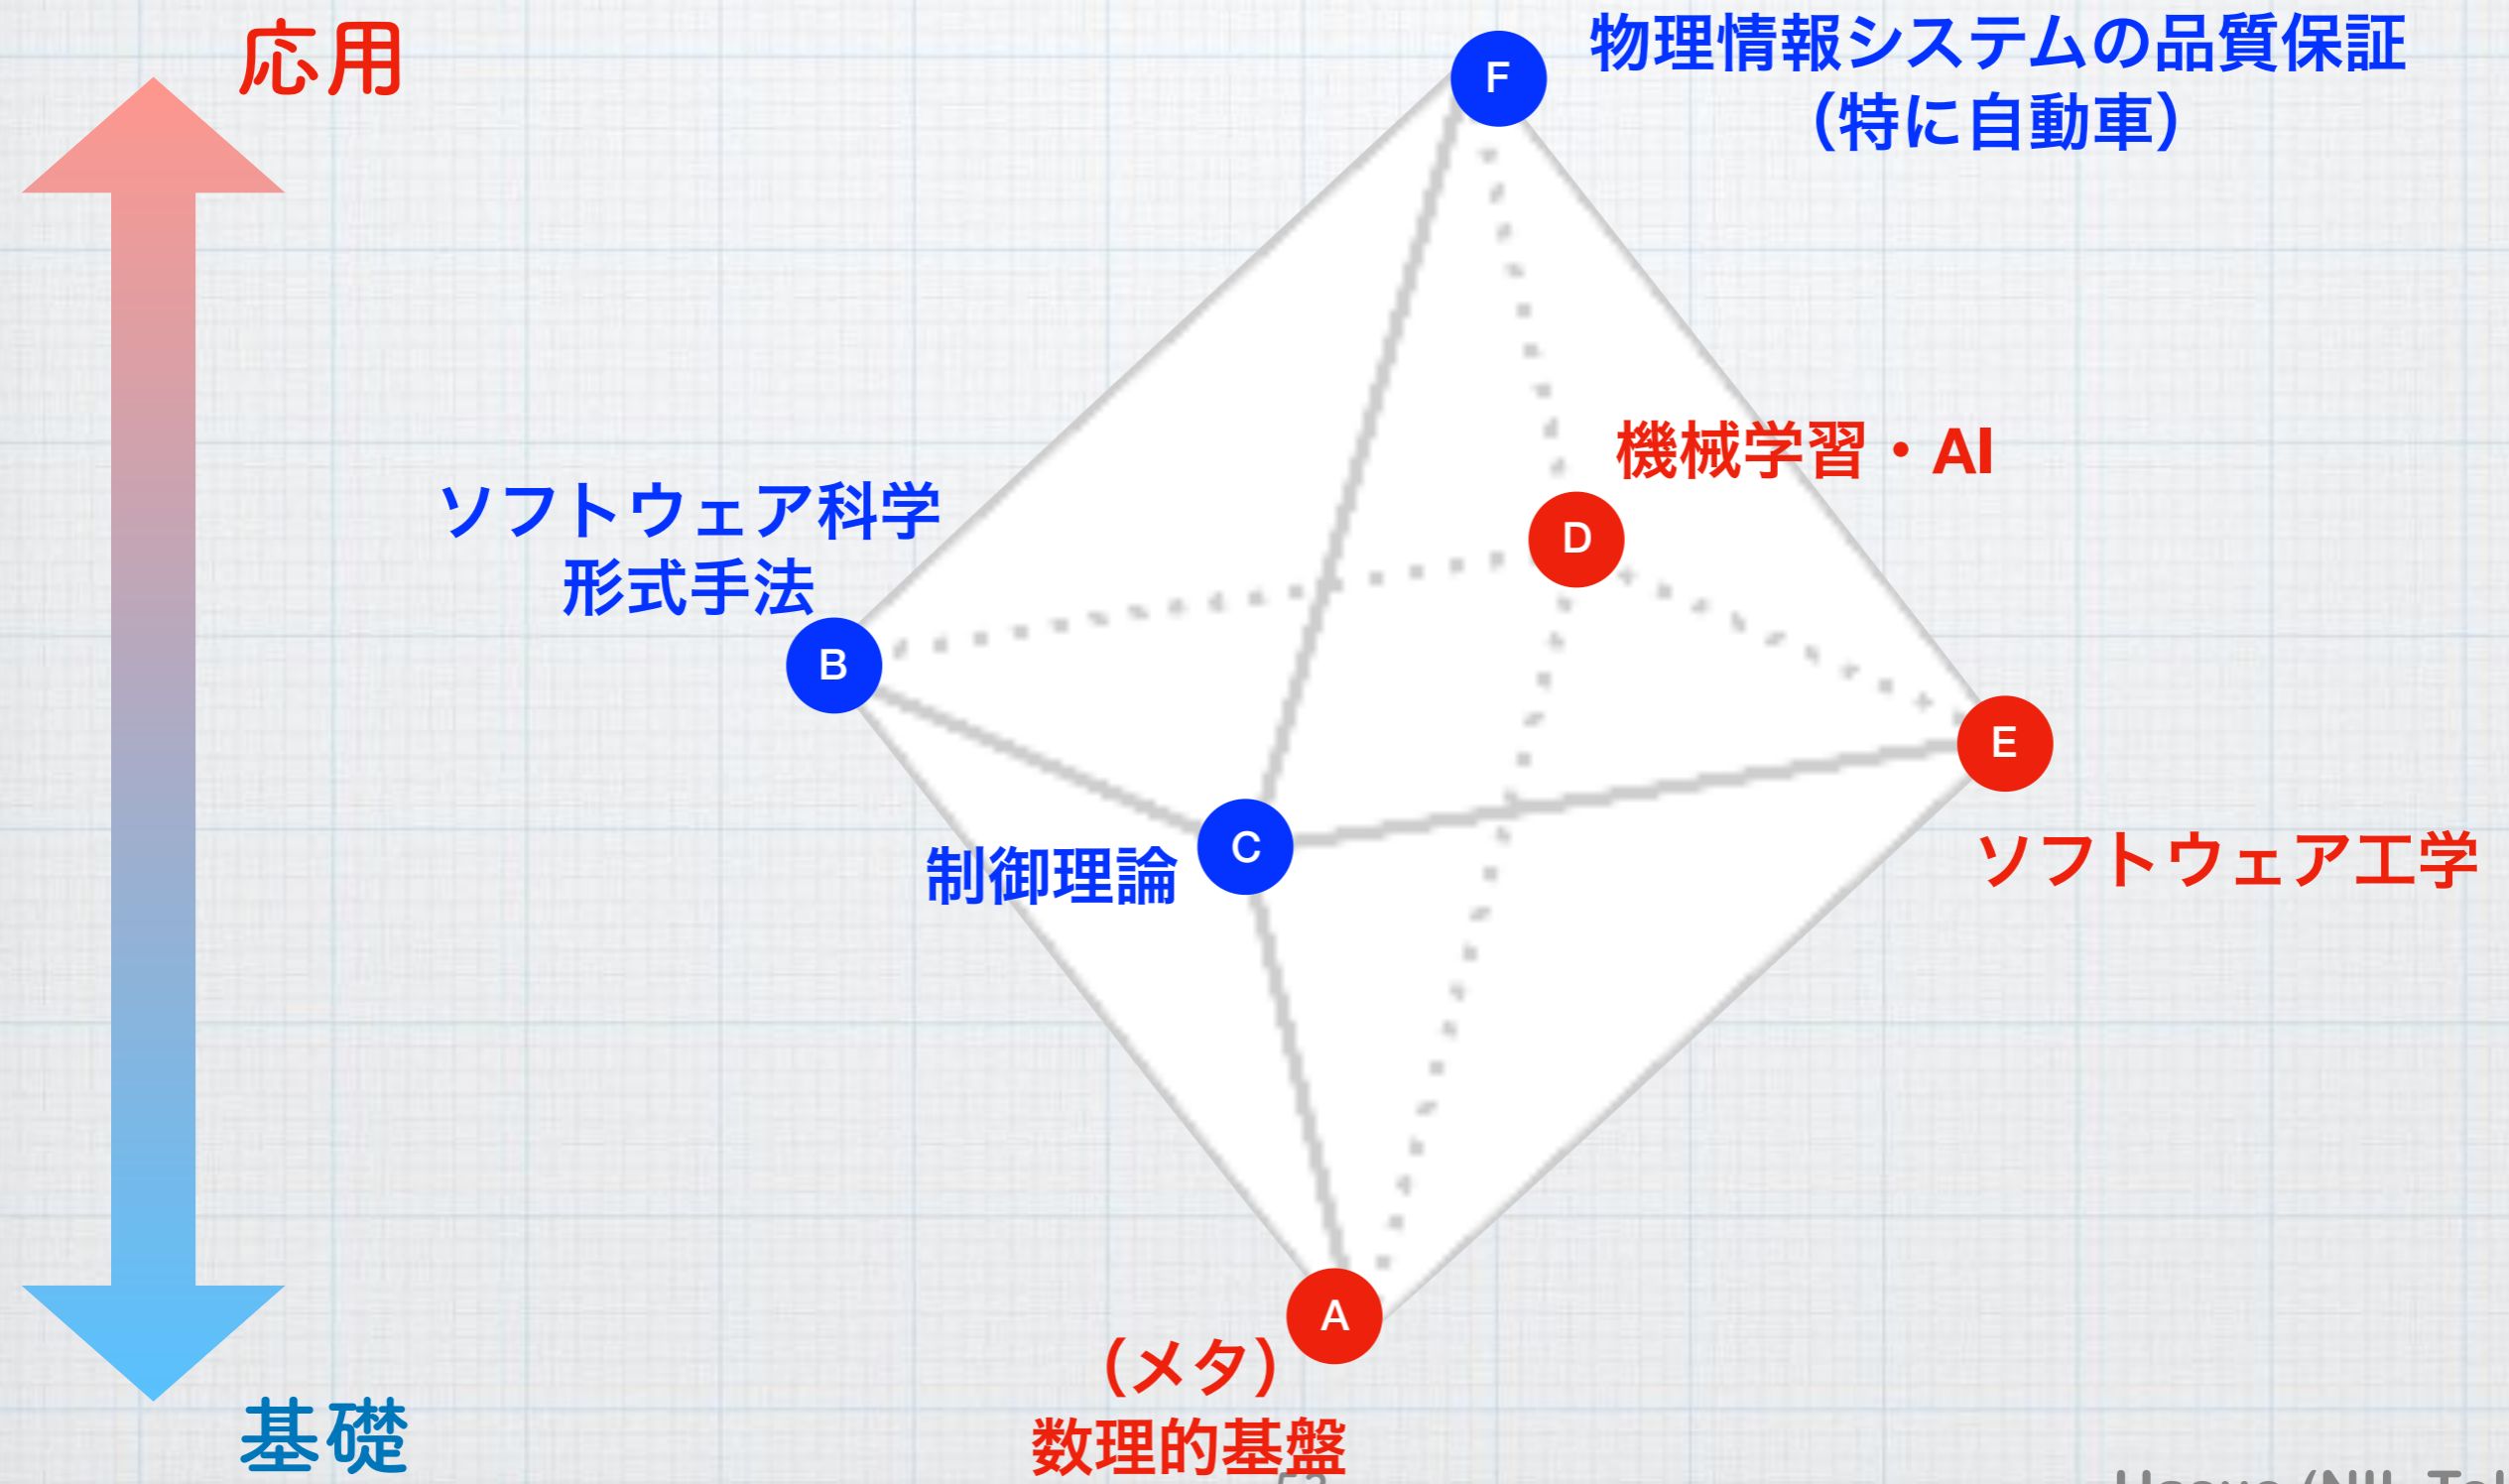 応用
F
物理情報システムの品質保証
（特に自動車）
機械学習・AI
D
ソフトウェア科学
形式手法
B
E
C
制御理論
ソフトウェア工学
A
（メタ）
数理的基盤
基礎